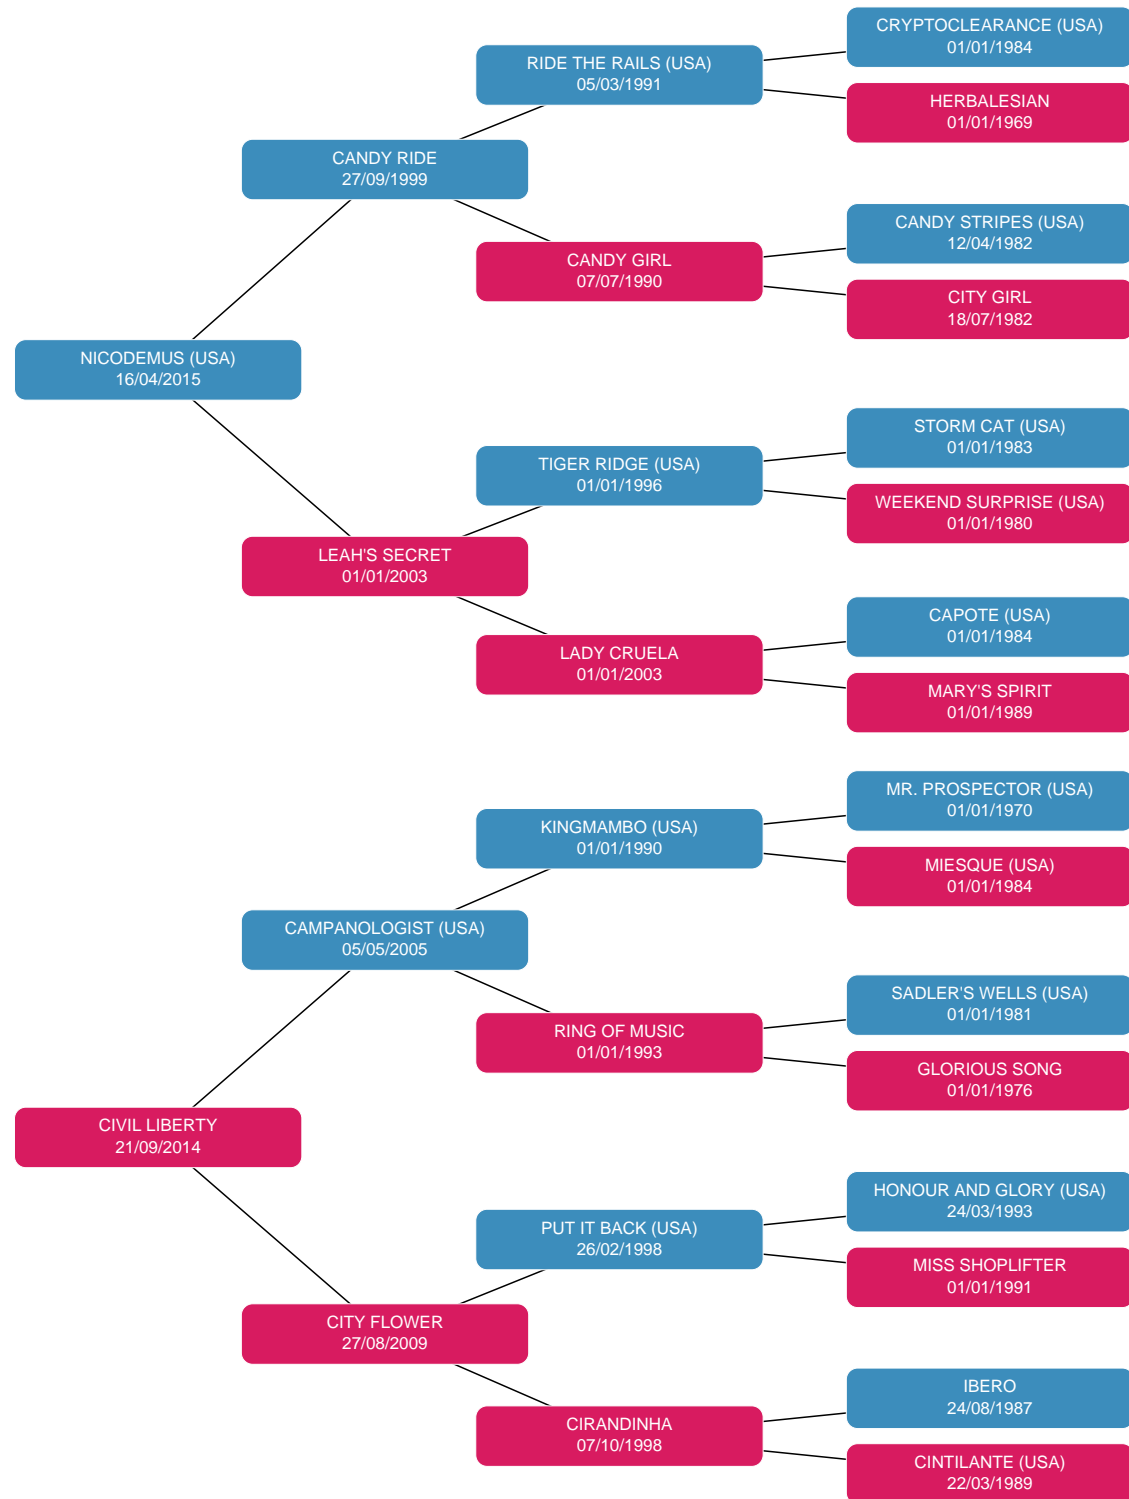 CRYPTOCLEARANCE (USA)
01/01/1984
RIDE THE RAILS (USA)
05/03/1991
HERBALESIAN
01/01/1969
CANDY RIDE
27/09/1999
CANDY STRIPES (USA)
12/04/1982
CANDY GIRL
07/07/1990
CITY GIRL
18/07/1982
NICODEMUS (USA)
16/04/2015
STORM CAT (USA)
01/01/1983
TIGER RIDGE (USA)
01/01/1996
WEEKEND SURPRISE (USA)
01/01/1980
LEAH'S SECRET
01/01/2003
CAPOTE (USA)
01/01/1984
LADY CRUELA
01/01/2003
MARY'S SPIRIT
01/01/1989
MR. PROSPECTOR (USA)
01/01/1970
KINGMAMBO (USA)
01/01/1990
MIESQUE (USA)
01/01/1984
CAMPANOLOGIST (USA)
05/05/2005
SADLER'S WELLS (USA)
01/01/1981
RING OF MUSIC
01/01/1993
GLORIOUS SONG
01/01/1976
CIVIL LIBERTY
21/09/2014
HONOUR AND GLORY (USA)
24/03/1993
PUT IT BACK (USA)
26/02/1998
MISS SHOPLIFTER
01/01/1991
CITY FLOWER
27/08/2009
IBERO
24/08/1987
CIRANDINHA
07/10/1998
CINTILANTE (USA)
22/03/1989